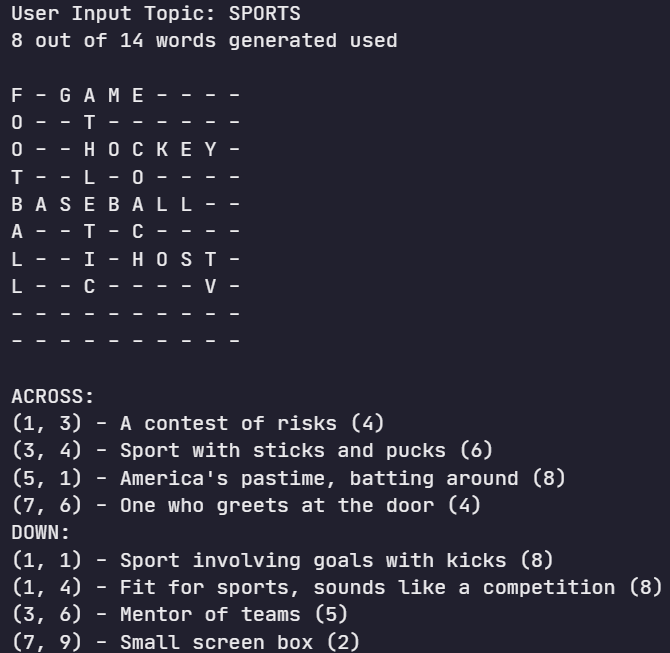 User Input Topic: SPORTS
8 out of 14 words generated used
F - G A M E - - - -
O - - T - - - - - -
O - - H O C K E Y -
T - - L - O - - - -
B A S E B A L L - -
A - - T - C - - - -
L - - I - H O S T -
L - - C - - - - V -
- - - - - - - - - -
- - - - - - - - - -
ACROSS:
(1, 3) - A contest of risks (4)
(3, 4) - Sport with sticks and pucks (6)
(5, 1) - America's pastime, batting around (8)
(7, 6) - One who greets at the door (4)
DOWN:
(1, 1) - Sport involving goals with kicks (8)
(1, 4) - Fit for sports, sounds like a competition (8)
(3, 6) - Mentor of teams (5)
(7, 9) - Small screen box (2)